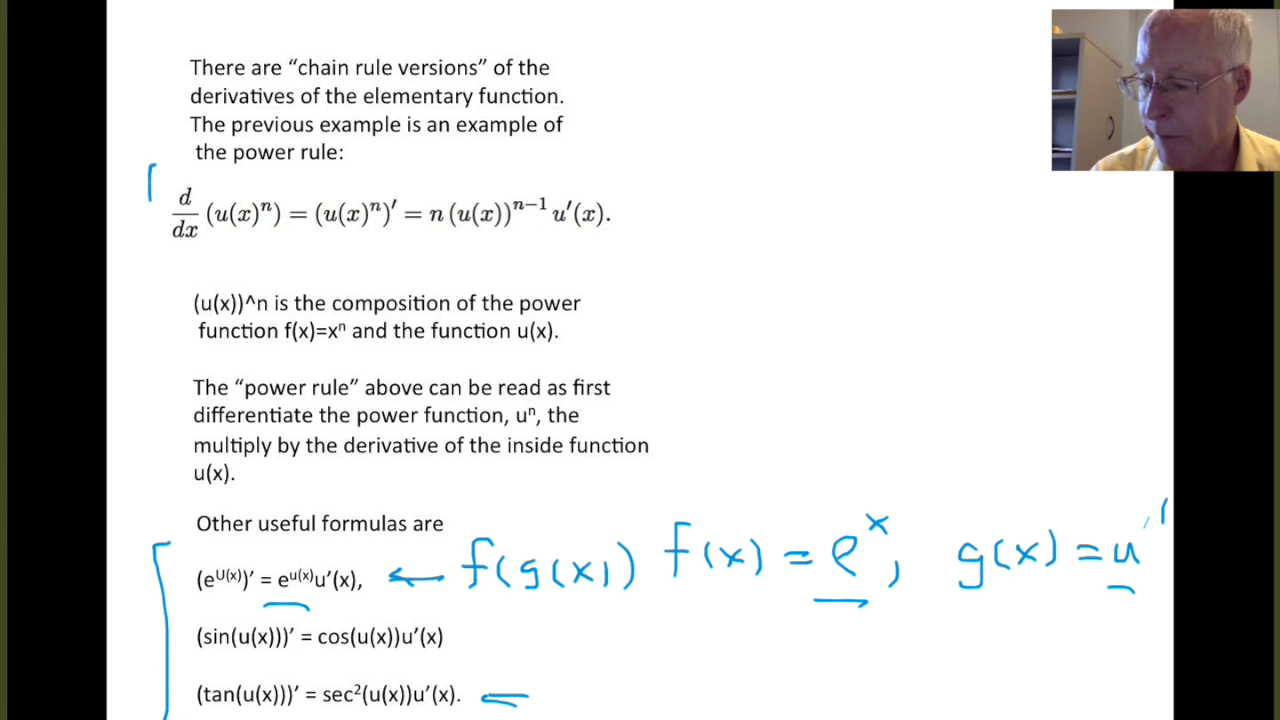 There are “chain rule versions” of the
derivatives of the elementary function.
The previous example is an example of
the power rule:
d/dx (u(x)ⁿ) = (u(x)ⁿ)′ = n (u(x))ⁿ⁻¹ u′(x).
(u(x))^n is the composition of the power
function f(x)=xⁿ and the function u(x).
The “power rule” above can be read as first
differentiate the power function, uⁿ, the
multiply by the derivative of the inside function
u(x).
Other useful formulas are
(e^U(x))′ = e^u(x)u′(x), ← f(g(x)) f(x) = e^x, g(x) = u
(sin(u(x)))′ = cos(u(x))u′(x)
(tan(u(x)))′ = sec²(u(x))u′(x). ←